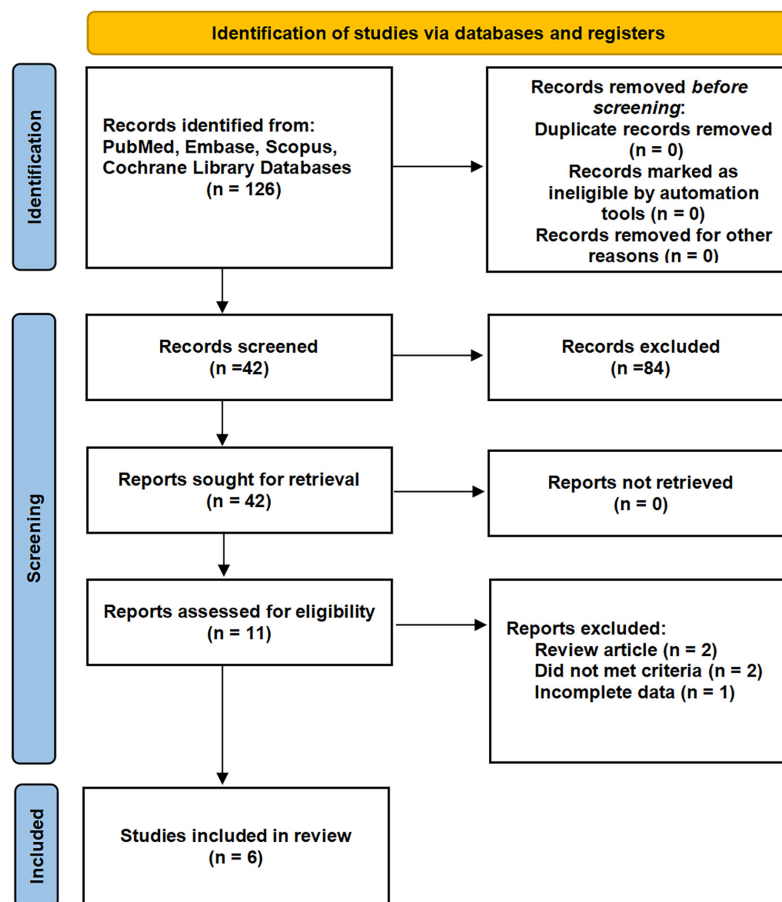 Identification of studies via databases and registers
Identification
Records identified from:
PubMed, Embase, Scopus,
Cochrane Library Databases
(n = 126)
Records removed before
screening:
Duplicate records removed
(n = 0)
Records marked as
ineligible by automation
tools (n = 0)
Records removed for other
reasons (n = 0)
Screening
Records screened
(n =42)
Records excluded
(n =84)
Reports sought for retrieval
(n = 42)
Reports not retrieved
(n = 0)
Reports assessed for eligibility
(n = 11)
Reports excluded:
Review article (n = 2)
Did not met criteria (n = 2)
Incomplete data (n = 1)
Included
Studies included in review
(n = 6)